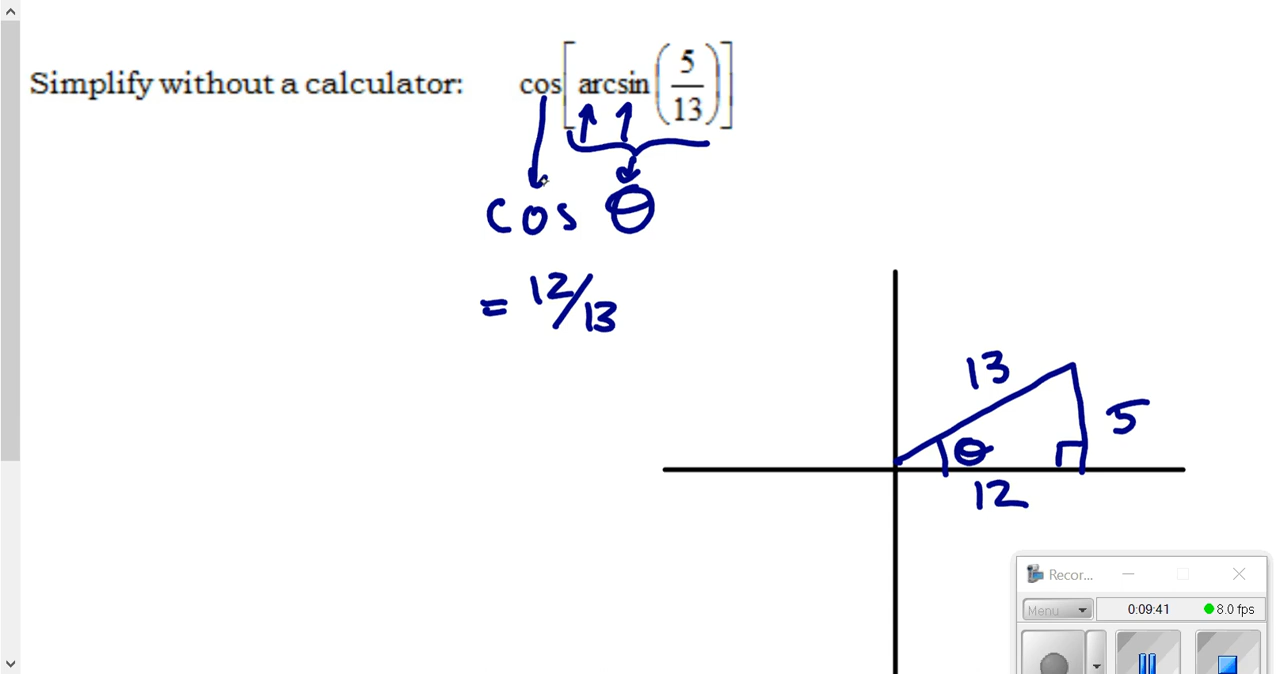 Simplify without a calculator: cos[arcsin(5/13)]
cos θ
= 12/13
13
5
θ
12
Recor...
Menu 0:09:41 8.0 fps